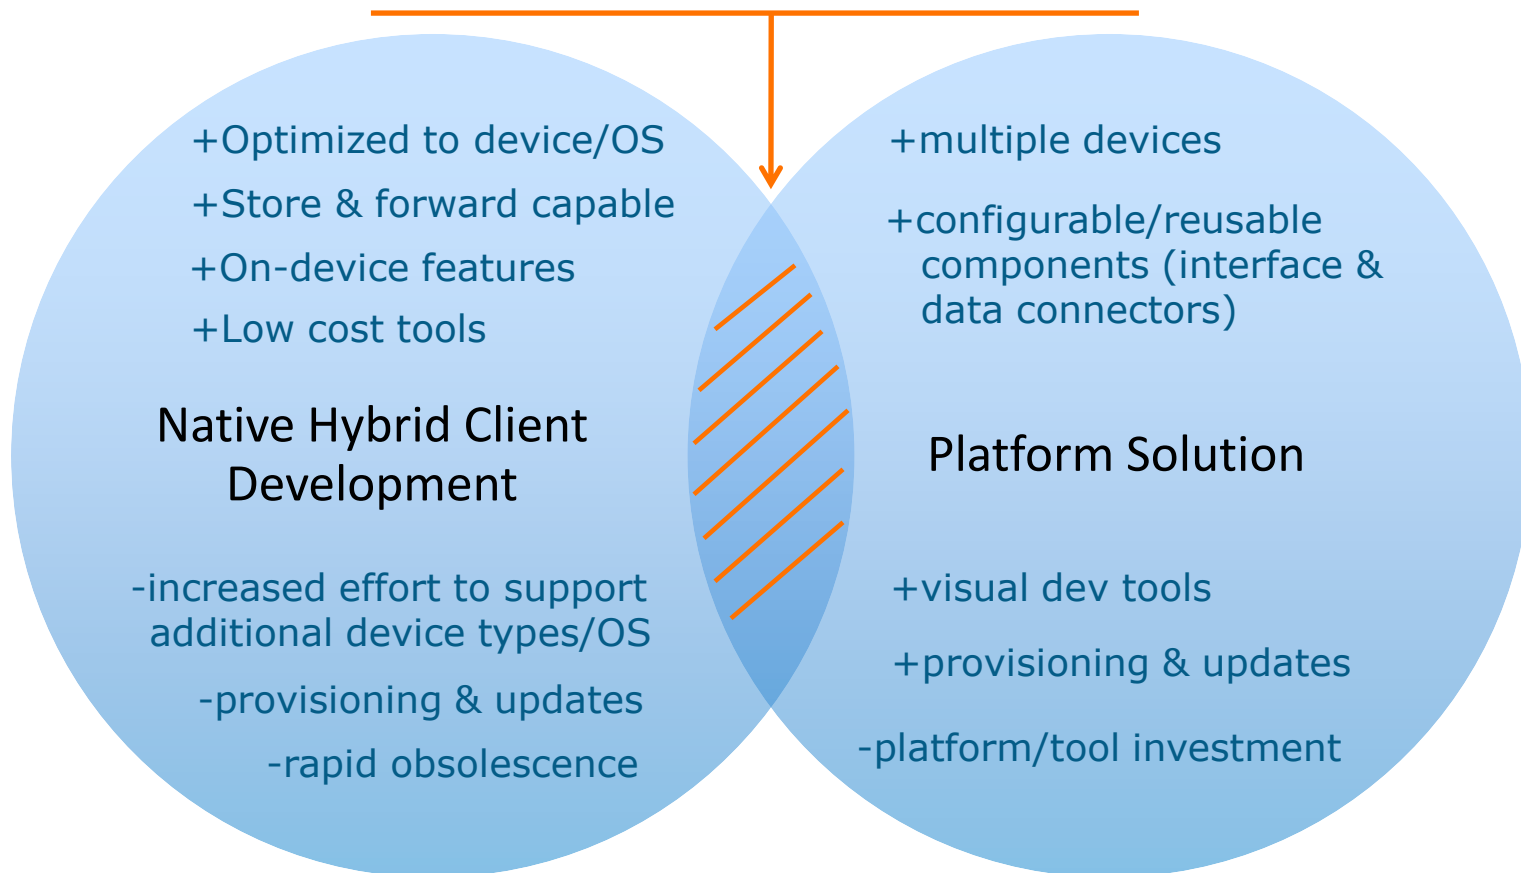 +Optimized to device/OS
+Store & forward capable
+On-device features
+Low cost tools
Native Hybrid Client
Development
-increased effort to support
additional device types/OS
-provisioning & updates
-rapid obsolescence
+multiple devices
+configurable/reusable
components (interface &
data connectors)
Platform Solution
+visual dev tools
+provisioning & updates
-platform/tool investment